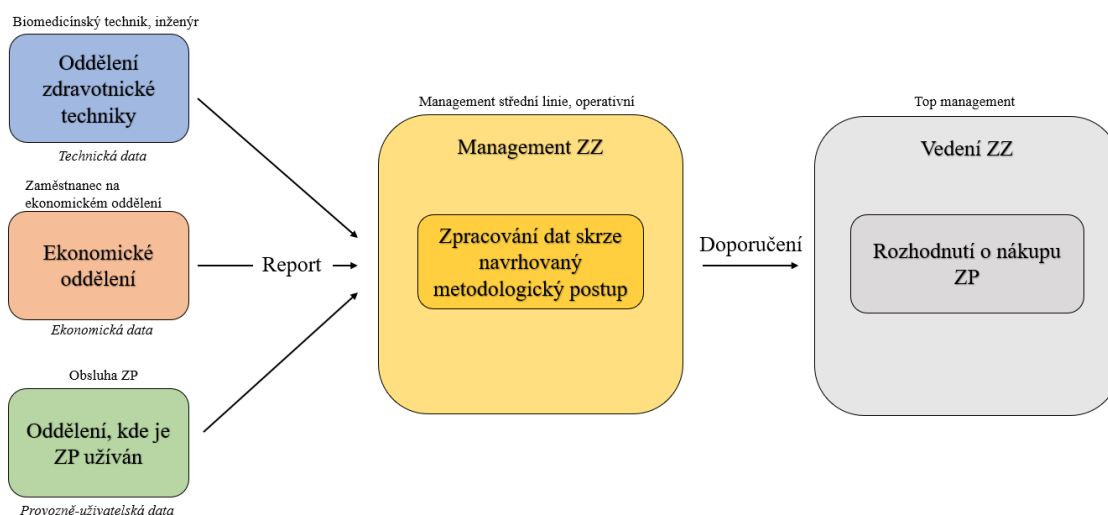 Biomedicínský technik, inženýr
Oddělení
zdravotnické
techniky
Technická data
Zaměstnanec na
ekonomickém oddělení
Ekonomické
oddělení
Ekonomická data
Obsluha ZP
Oddělení, kde je
ZP užíván
Provozně-uživatelská data
Report
Management střední linie, operativní
Management ZZ
Zpracování dat skrze
navrhovaný
metodologický postup
Doporučení
Top management
Vedení ZZ
Rozhodnutí o nákupu
ZP